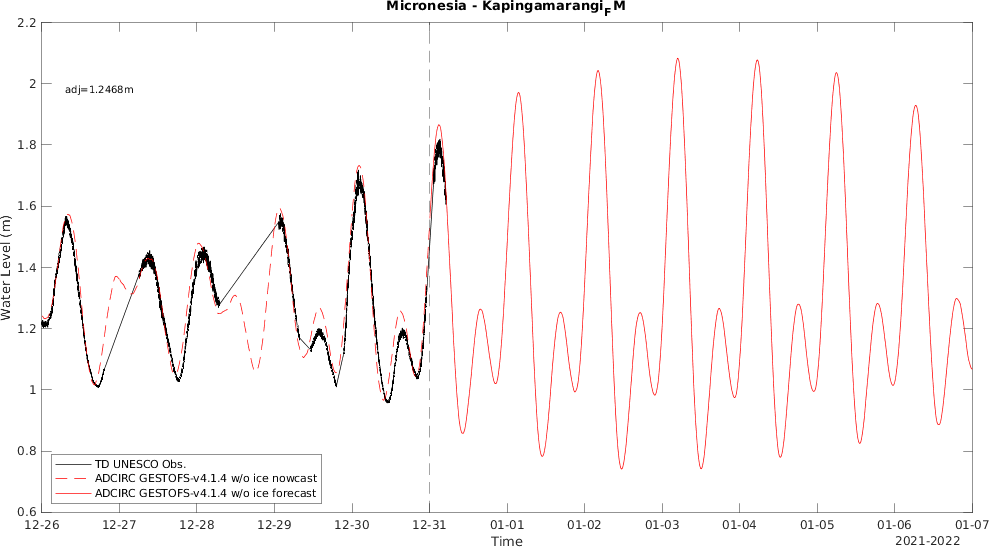 Micronesia - Kapingamarangi_FM
adj=1.2468m
2.2
2
1.8
1.6
1.4
1.2
1
0.8
0.6
Water Level (m)
TD UNESCO Obs.
ADCIRC GESTOFS-v4.1.4 w/o ice nowcast
ADCIRC GESTOFS-v4.1.4 w/o ice forecast
12-26 12-27 12-28 12-29 12-30 12-31 01-01 01-02 01-03 01-04 01-05 01-06 01-07
Time
2021-2022